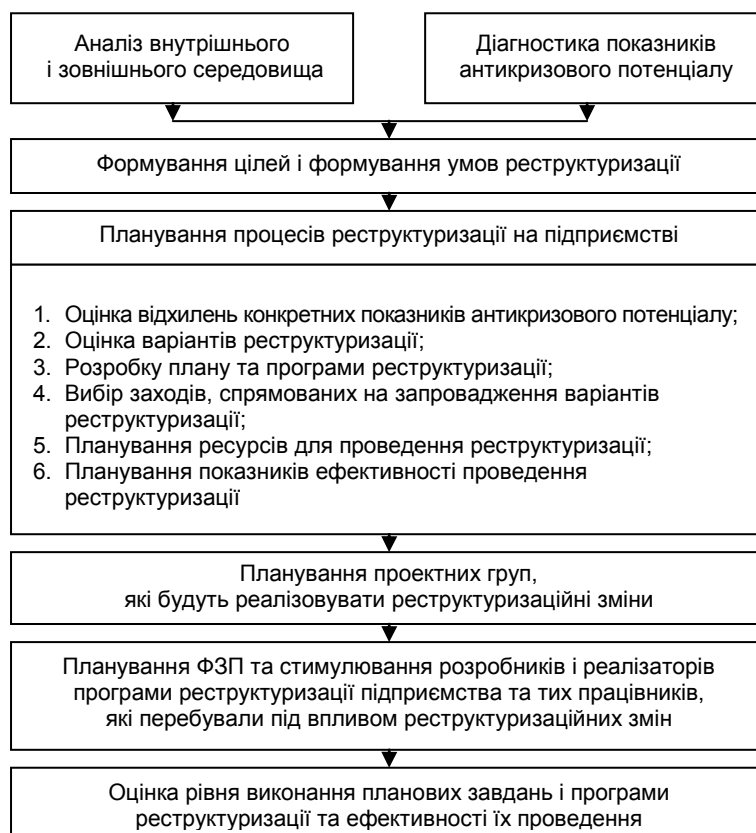 Аналіз внутрішнього
і зовнішнього середовища
Діагностика показників
антикризового потенціалу
Формування цілей і формування умов реструктуризації
Планування процесів реструктуризації на підприємстві
1. Оцінка відхилень конкретних показників антикризового потенціалу;
2. Оцінка варіантів реструктуризації;
3. Розробку плану та програми реструктуризації;
4. Вибір заходів, спрямованих на запровадження варіантів
реструктуризації;
5. Планування ресурсів для проведення реструктуризації;
6. Планування показників ефективності проведення
реструктуризації
Планування проектних груп,
які будуть реалізовувати реструктуризаційні зміни
Планування ФЗП та стимулювання розробників і реалізаторів
програми реструктуризації підприємства та тих працівників,
які перебували під впливом реструктуризаційних змін
Оцінка рівня виконання планових завдань і програми
реструктуризації та ефективності їх проведення